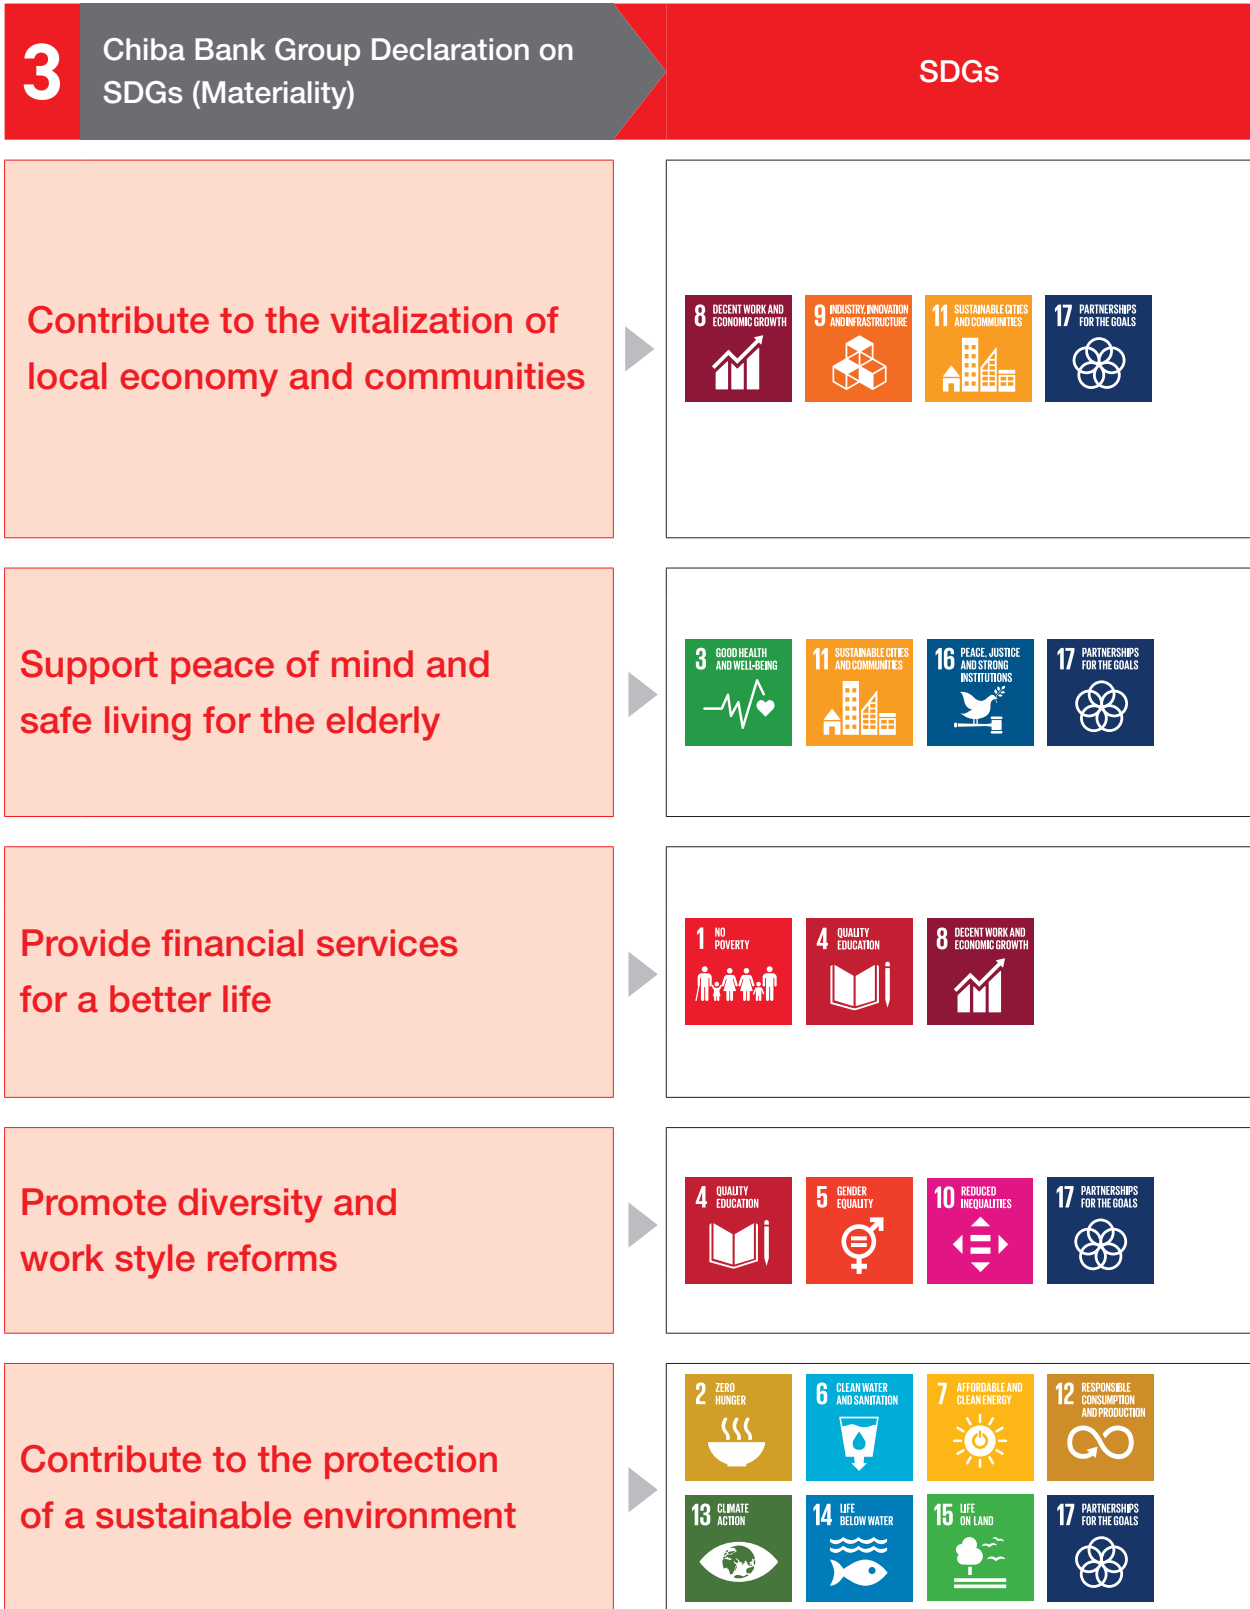 3
Chiba Bank Group Declaration on
SDGs (Materiality)
SDGs
Contribute to the vitalization of
local economy and communities
8 DECENT WORK AND
ECONOMIC GROWTH
9 INDUSTRY, INNOVATION
AND INFRASTRUCTURE
11 SUSTAINABLE CITIES
AND COMMUNITIES
17 PARTNERSHIPS
FOR THE GOALS
Support peace of mind and
safe living for the elderly
3 GOOD HEALTH
AND WELL-BEING
11 SUSTAINABLE CITIES
AND COMMUNITIES
16 PEACE, JUSTICE
AND STRONG
INSTITUTIONS
17 PARTNERSHIPS
FOR THE GOALS
Provide financial services
for a better life
1 NO
POVERTY
4 QUALITY
EDUCATION
8 DECENT WORK AND
ECONOMIC GROWTH
Promote diversity and
work style reforms
4 QUALITY
EDUCATION
5 GENDER
EQUALITY
10 REDUCED
INEQUALITIES
17 PARTNERSHIPS
FOR THE GOALS
Contribute to the protection
of a sustainable environment
2 ZERO
HUNGER
6 CLEAN WATER
AND SANITATION
7 AFFORDABLE AND
CLEAN ENERGY
12 RESPONSIBLE
CONSUMPTION
AND PRODUCTION
13 CLIMATE
ACTION
14 LIFE
BELOW WATER
15 LIFE
ON LAND
17 PARTNERSHIPS
FOR THE GOALS